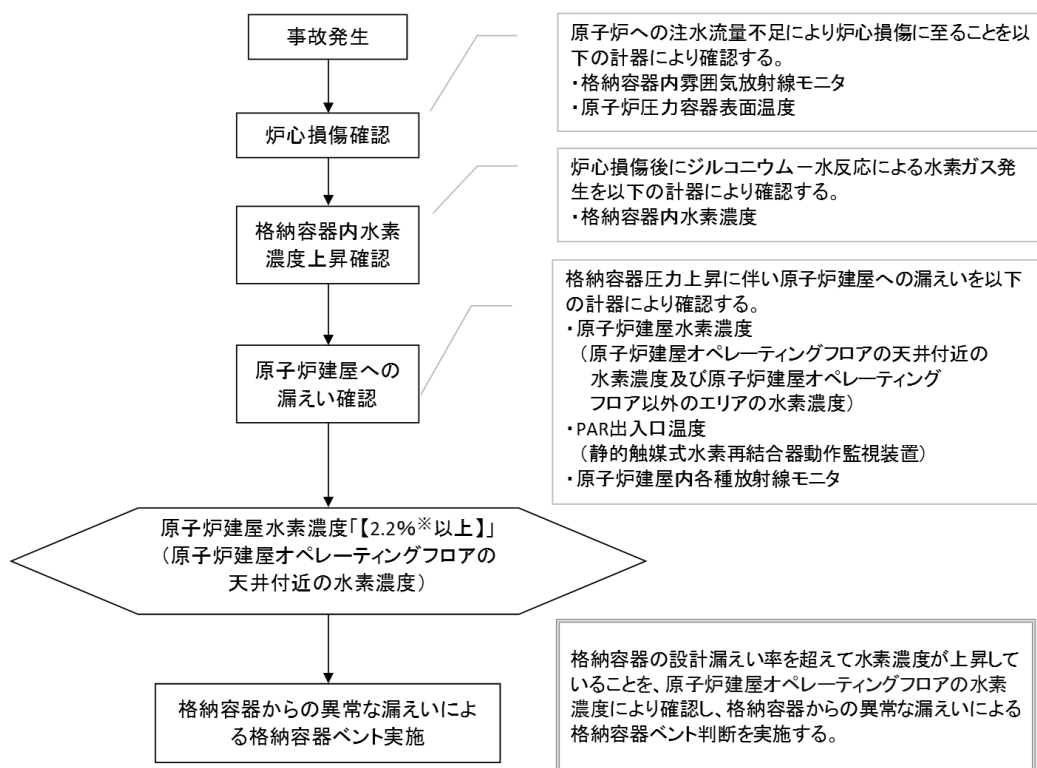 事故発生
原子炉への注水流量不足により炉心損傷に至ることを以
下の計器により確認する。
・格納容器内雰囲気放射線モニタ
・原子炉圧力容器表面温度
炉心損傷確認
炉心損傷後にジルコニウム－水反応による水素ガス発
生を以下の計器により確認する。
・格納容器内水素濃度
格納容器内水素
濃度上昇確認
格納容器圧力上昇に伴い原子炉建屋への漏えいを以下
の計器により確認する。
・原子炉建屋水素濃度
（原子炉建屋オペレーティングフロアの天井付近の
水素濃度及び原子炉建屋オペレーティング
フロア以外のエリアの水素濃度）
・PAR出入口温度
（静的触媒式水素再結合器動作監視装置）
・原子炉建屋内各種放射線モニタ
原子炉建屋への
漏えい確認
原子炉建屋水素濃度「【2.2%※以上】」
（原子炉建屋オペレーティングフロアの
天井付近の水素濃度）
格納容器の設計漏えい率を超えて水素濃度が上昇して
いることを、原子炉建屋オペレーティングフロアの水素
濃度により確認し、格納容器からの異常な漏えいによる
格納容器ベント判断を実施する。
格納容器からの異常な漏えいによ
る格納容器ベント実施